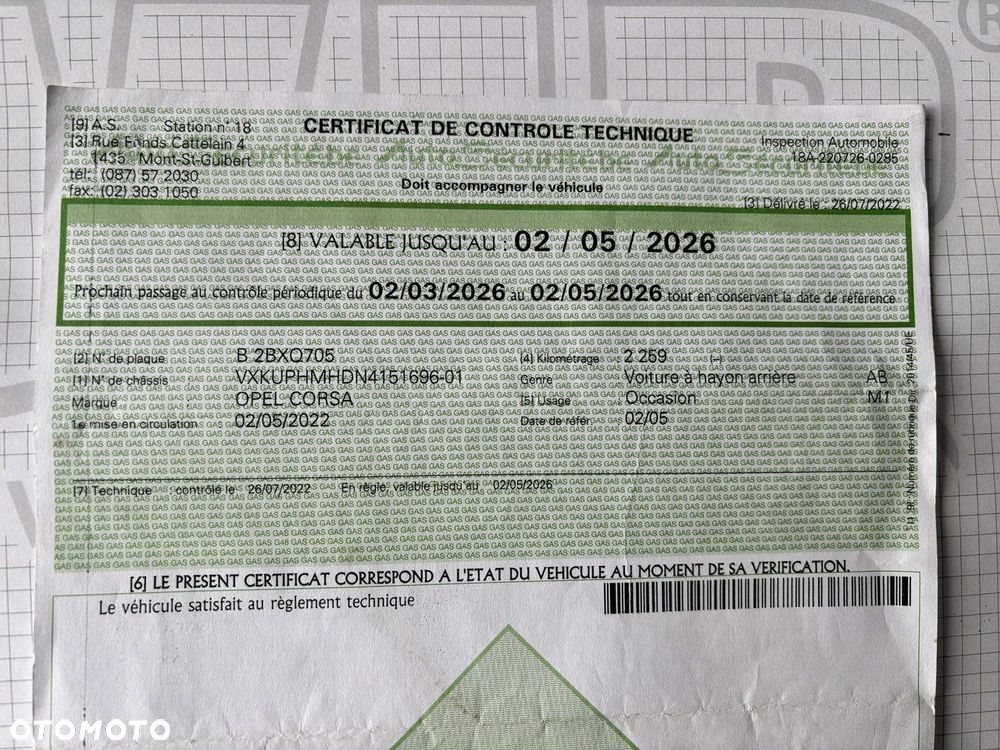 VIP ®
[9] A.S. Station n. 18
[3] Rue Fonds Cattelain 4
1435 Mont-St-Guibert
tél.: (087) 57 2030
fax: (02) 303 1050
CERTIFICAT DE CONTROLE TECHNIQUE
Doit accompagner le véhicule
Inspection Automobile
18A-220726-0285
[3] Délivré le : 26/07/2022
[8] VALABLE JUSQU'AU : 02 / 05 / 2026
Prochain passage au contrôle périodique du 02/03/2026 au 02/05/2026 tout en conservant la date de référence
[2] N° de plaque B 2BXQ705 [4] Kilométrage 2.259 (--)
[1] N° de châssis VXKUPHMHDN4151696-01 Genre Voiture à hayon arrière AB
Marque OPEL-CORSA [5] Usage Occasion M1
1e mise en circulation 02/05/2022 Date de référ. 02/05
[7] Technique : contrôlé le 26/07/2022 En règle, valable jusqu'au 02/05/2026
[6] LE PRESENT CERTIFICAT CORRESPOND A L'ETAT DU VEHICULE AU MOMENT DE SA VERIFICATION.
Le véhicule satisfait au règlement technique
OTOMOTO